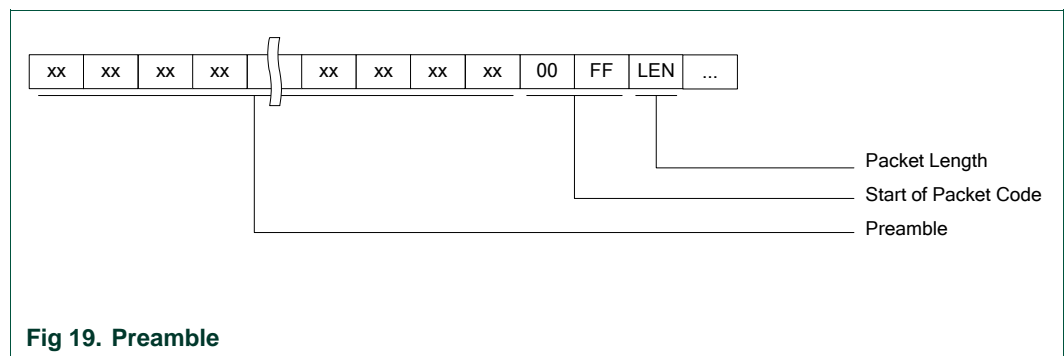 xx xx xx xx xx xx xx xx 00 FF LEN ...
Packet Length
Start of Packet Code
Preamble
Fig 19. Preamble